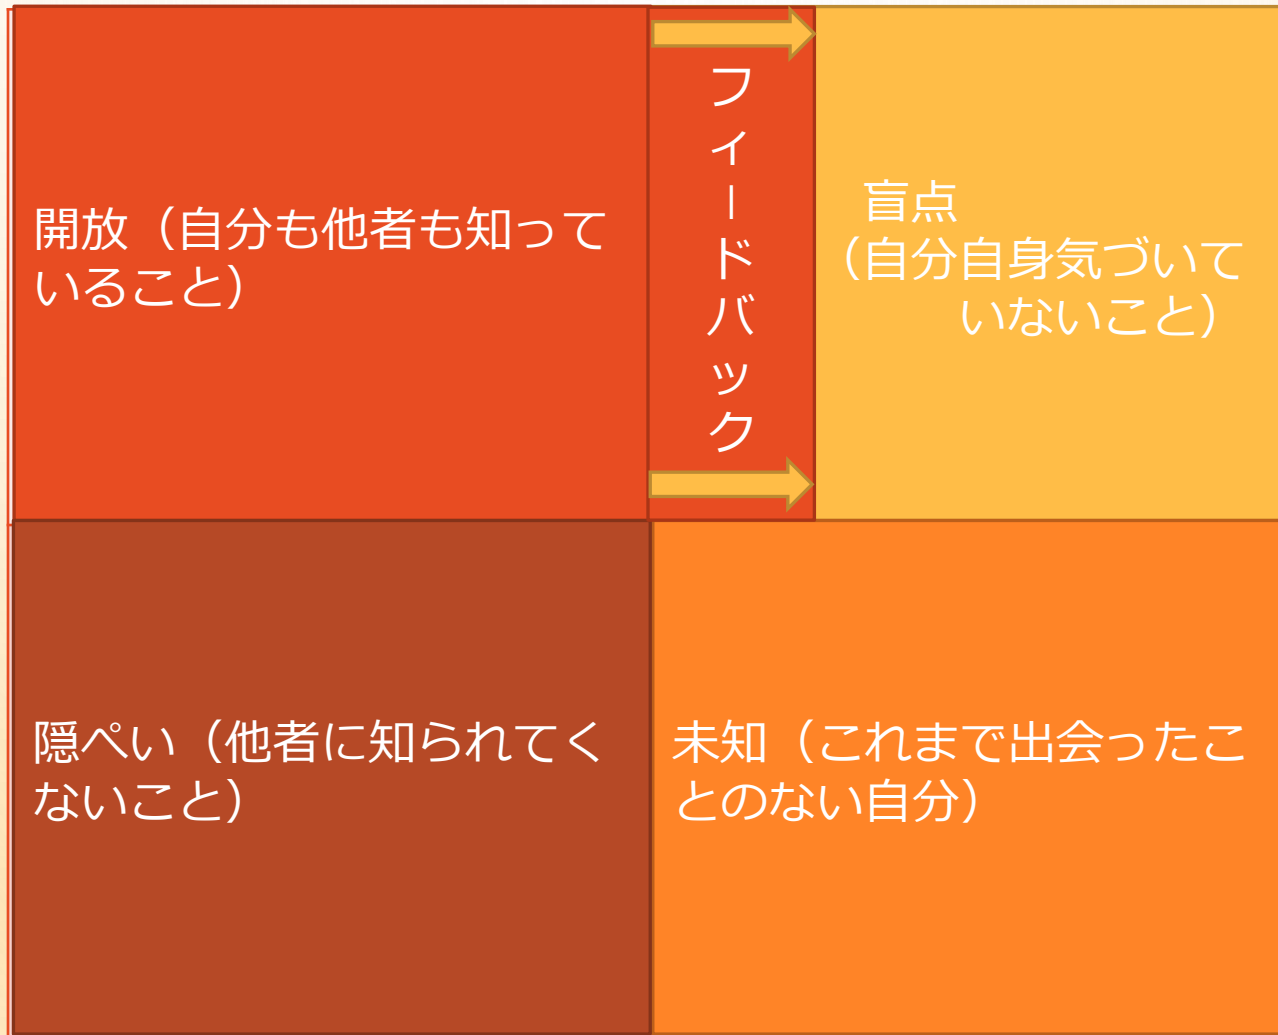 開放（自分も他者も知って
いること）
フィードバック
盲点
（自分自身気づいて
いないこと）
隠ぺい（他者に知られてく
ないこと）
未知（これまで出会ったこ
とのない自分）